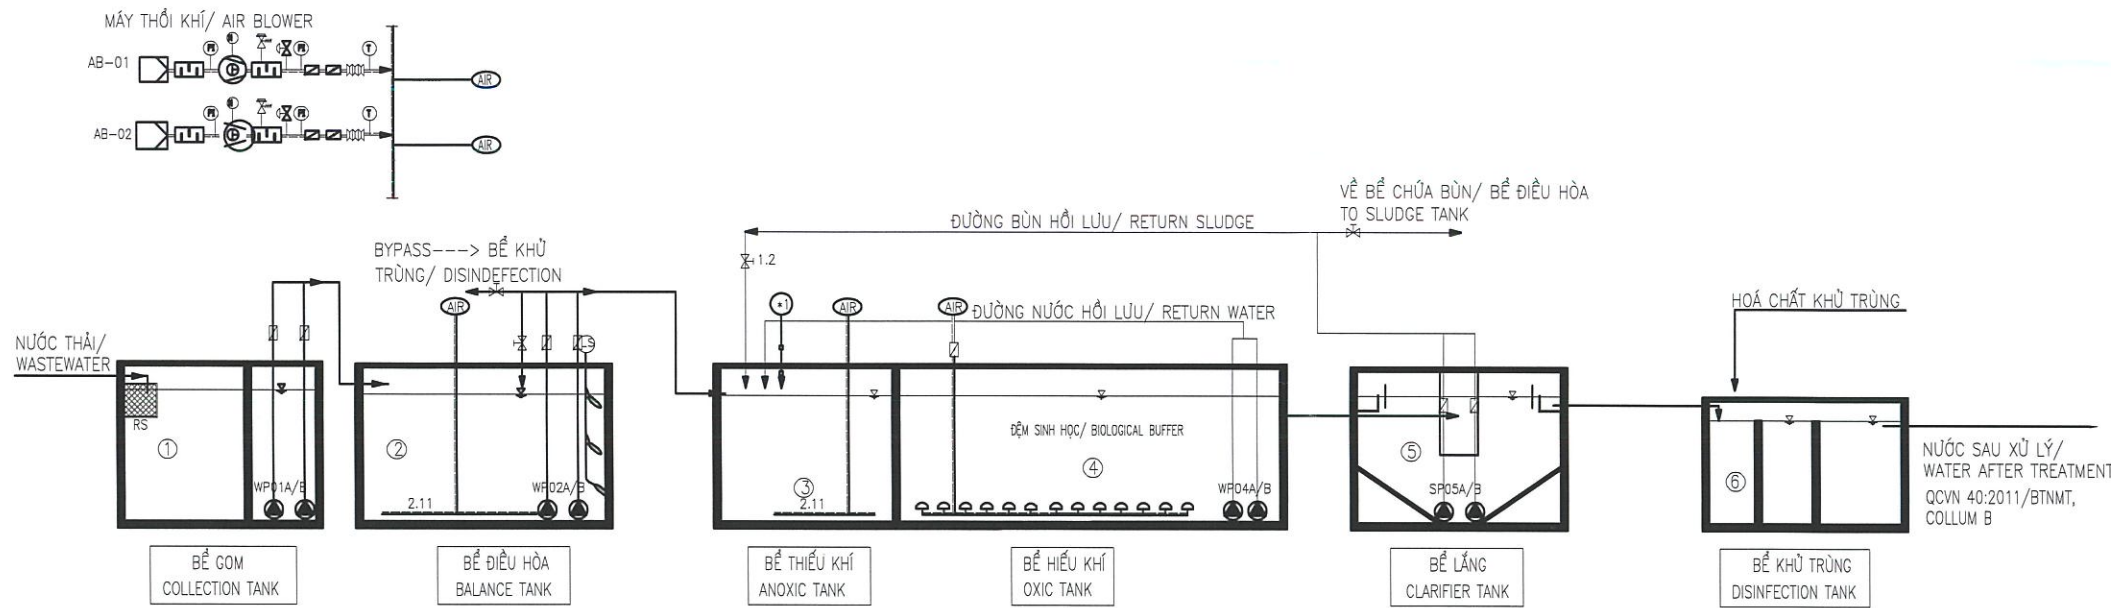 MÁY THỔI KHÍ/ AIR BLOWER
AB-01
PI
PI
T
AIR
AB-02
PI
PI
T
AIR
VỀ BỂ CHỨA BÙN/ BỂ ĐIỀU HÒA
TO SLUDGE TANK
ĐƯỜNG BÙN HỒI LƯU/ RETURN SLUDGE
BYPASS---> BỂ KHỬ
TRÙNG/ DISINDEFECTION
1.2
*1
AIR
AIR
AIR
ĐƯỜNG NƯỚC HỒI LƯU/ RETURN WATER
HOÁ CHẤT KHỬ TRÙNG
NƯỚC THẢI/
WASTEWATER
LS
RS
1
2
3
ĐỆM SINH HỌC/ BIOLOGICAL BUFFER
4
5
6
WP01A/B
2.11
WP02A/B
2.11
WP04A/B
SP05A/B
NƯỚC SAU XỬ LÝ/
WATER AFTER TREATMENT
QCVN 40:2011/BTNMT,
COLLUM B
BỂ GOM
COLLECTION TANK
BỂ ĐIỀU HÒA
BALANCE TANK
BỂ THIẾU KHÍ
ANOXIC TANK
BỂ HIẾU KHÍ
OXIC TANK
BỂ LẮNG
CLARIFIER TANK
BỂ KHỬ TRÙNG
DISINFECTION TANK